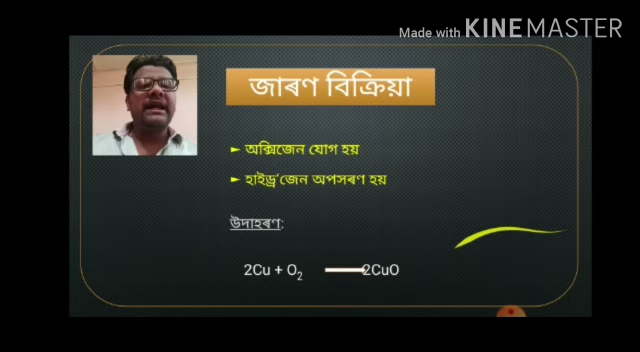 Made with KINEMASTER
জাৰণ বিক্রিয়া
► অক্সিজেন যোগ হয়
► হাইড্র'জেন অপসৰণ হয়
উদাহৰণ:
2Cu + O₂ 2CuO